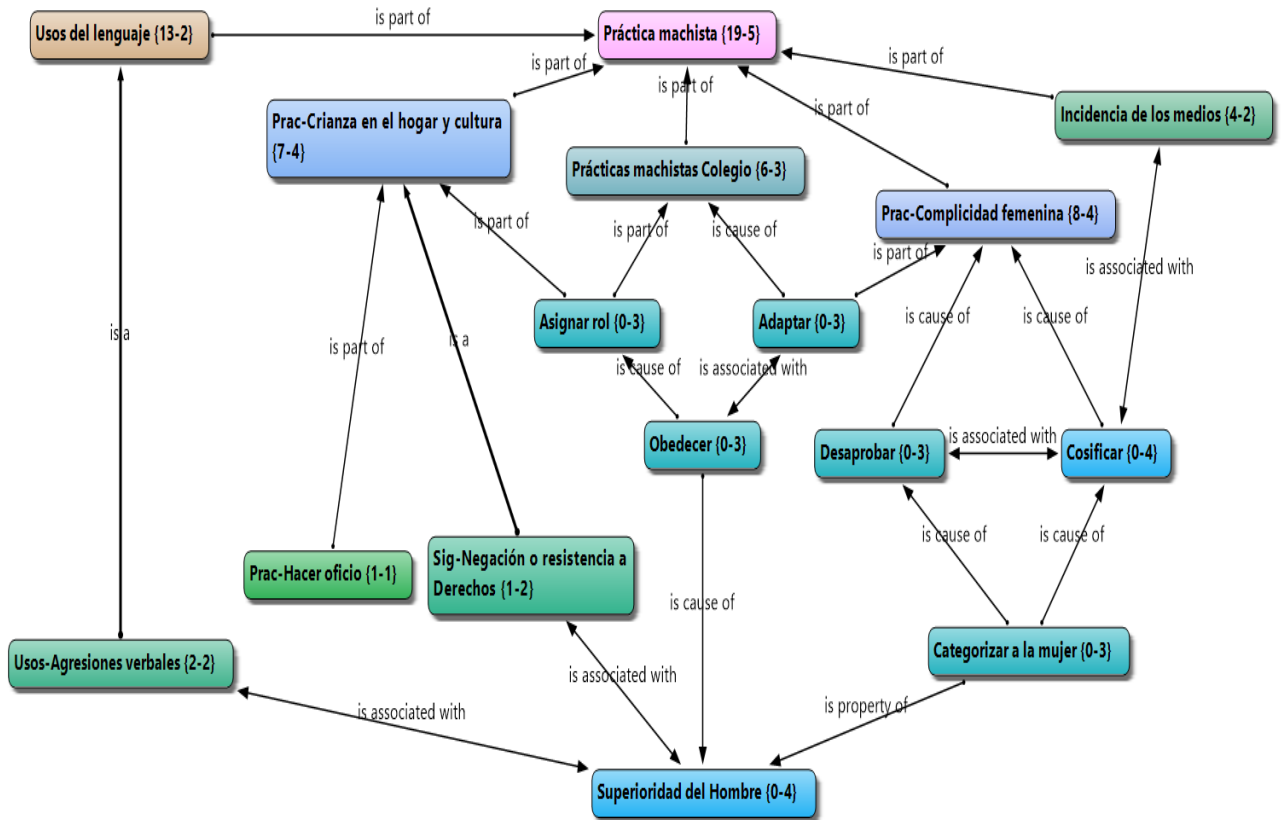 Usos del lenguaje {13-2}
is part of
Práctica machista {19-5}
is part of
is part of
is part of
is part of
Prac-Crianza en el hogar y cultura
{7-4}
Incidencia de los medios {4-2}
Prácticas machistas Colegio {6-3}
Prac-Complicidad femenina {8-4}
is part of
is part of
is cause of
is part of
is associated with
Asignar rol {0-3}
Adaptar {0-3}
is cause of
is cause of
is a
is part of
is a
is cause of
is associated with
Obedecer {0-3}
Desaprobar {0-3}
is associated with
Cosificar {0-4}
is cause of
is cause of
Prac-Hacer oficio {1-1}
Sig-Negación o resistencia a
Derechos {1-2}
is cause of
Categorizar a la mujer {0-3}
Usos-Agresiones verbales {2-2}
is associated with
is property of
is associated with
Superioridad del Hombre {0-4}